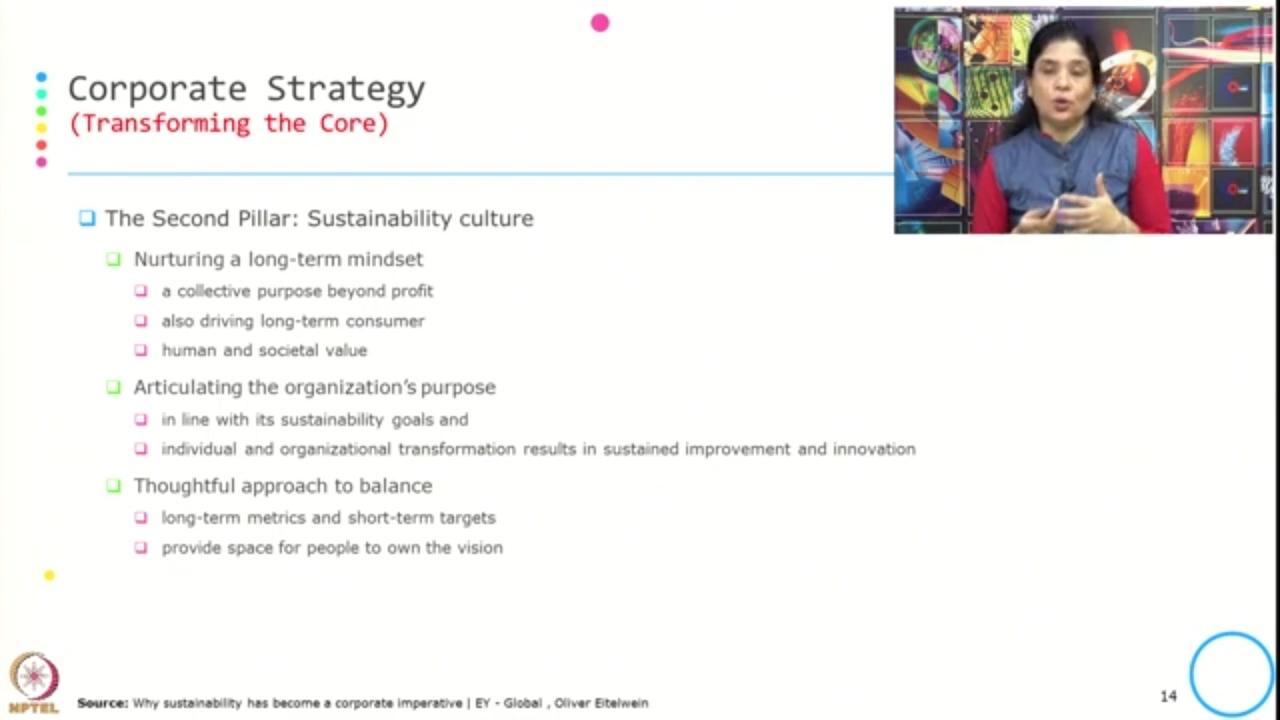 Corporate Strategy
(Transforming the Core)
The Second Pillar: Sustainability culture
Nurturing a long-term mindset
a collective purpose beyond profit
also driving long-term consumer
human and societal value
Articulating the organization's purpose
in line with its sustainability goals and
individual and organizational transformation results in sustained improvement and innovation
Thoughtful approach to balance
long-term metrics and short-term targets
provide space for people to own the vision
NPTEL
Source: Why sustainability has become a corporate imperative | EY - Global , Oliver Eitelwein
14